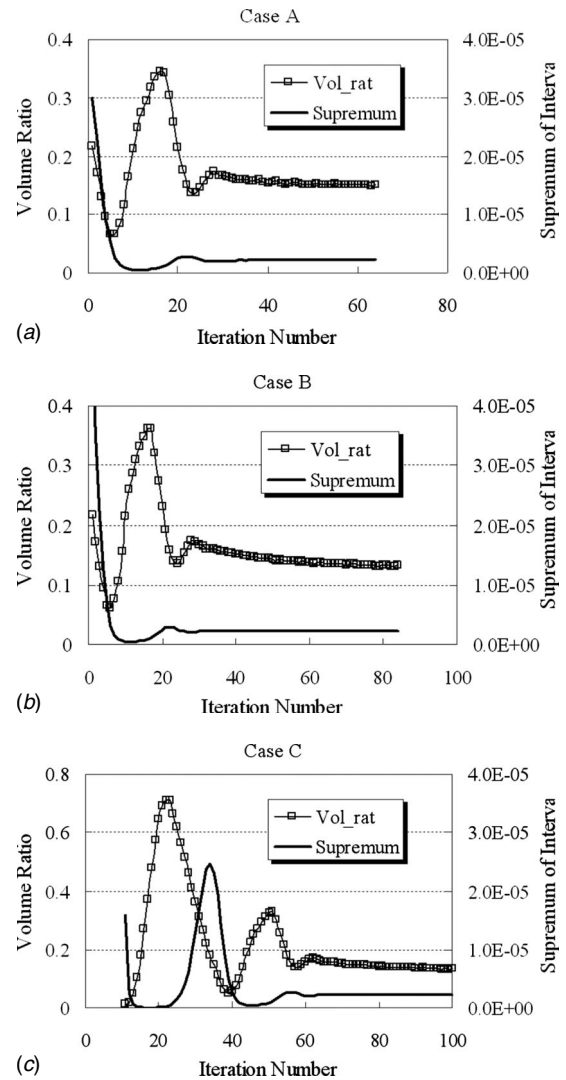 Case A
0.4
0.3
0.2
0.1
0
4.0E-05
3.0E-05
2.0E-05
1.0E-05
0.0E+00
Volume Ratio
Supremum of Interva
Vol_rat
Supremum
0 20 40 60 80
Iteration Number
(a)
Case B
0.4
0.3
0.2
0.1
0
4.0E-05
3.0E-05
2.0E-05
1.0E-05
0.0E+00
Volume Ratio
Supremum of Interva
Vol_rat
Supremum
0 20 40 60 80 100
Iteration Number
(b)
Case C
0.8
0.6
0.4
0.2
0
4.0E-05
3.0E-05
2.0E-05
1.0E-05
0.0E+00
Volume Ratio
Supremum of Interva
Vol_rat
Supremum
0 20 40 60 80 100
Iteration Number
(c)